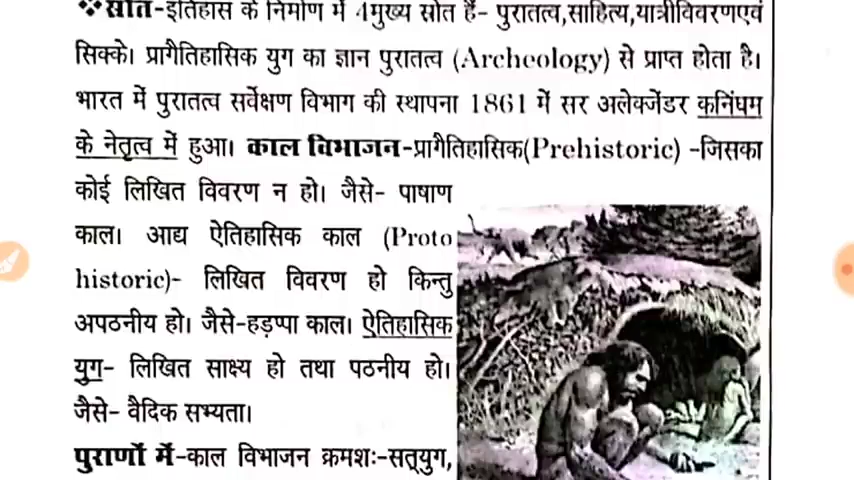 ❖स्रोत-इतिहास के निर्माण में 4मुख्य स्रोत हैं- पुरातत्व,साहित्य,यात्रीविवरणएवं
सिक्के। प्रागैतिहासिक युग का ज्ञान पुरातत्व (Archeology) से प्राप्त होता है।
भारत में पुरातत्व सर्वेक्षण विभाग की स्थापना 1861 में सर अलेक्जेंडर कनिंघम
के नेतृत्व में हुआ। काल विभाजन-प्रागैतिहासिक(Prehistoric) -जिसका
कोई लिखित विवरण न हो। जैसे- पाषाण
काल। आद्य ऐतिहासिक काल (Proto
historic)- लिखित विवरण हो किन्तु
अपठनीय हो। जैसे-हड़प्पा काल। ऐतिहासिक
युग- लिखित साक्ष्य हो तथा पठनीय हो।
जैसे- वैदिक सभ्यता।
पुराणों में-काल विभाजन क्रमशः-सत्युग,